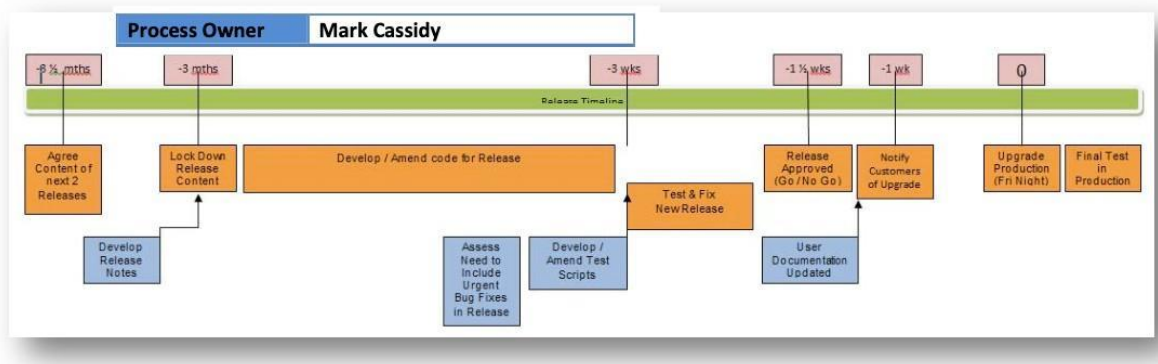 Process Owner Mark Cassidy
-3 ½ mths
-3 mths
-3 wks
-1 ½ wks
-1 wk
0
Release Timeline
Agree
Content of
next 2
Releases
Lock Down
Release
Content
Develop / Amend code for Release
Release
Approved
(Go / No Go)
Notify
Customers
of Upgrade
Upgrade
Production
(Fri Night)
Final Test
in
Production
Test & Fix
New Release
Develop
Release
Notes
Assess
Need to
Include
Urgent
Bug Fixes
in Release
Develop /
Amend Test
Scripts
User
Documentation
Updated